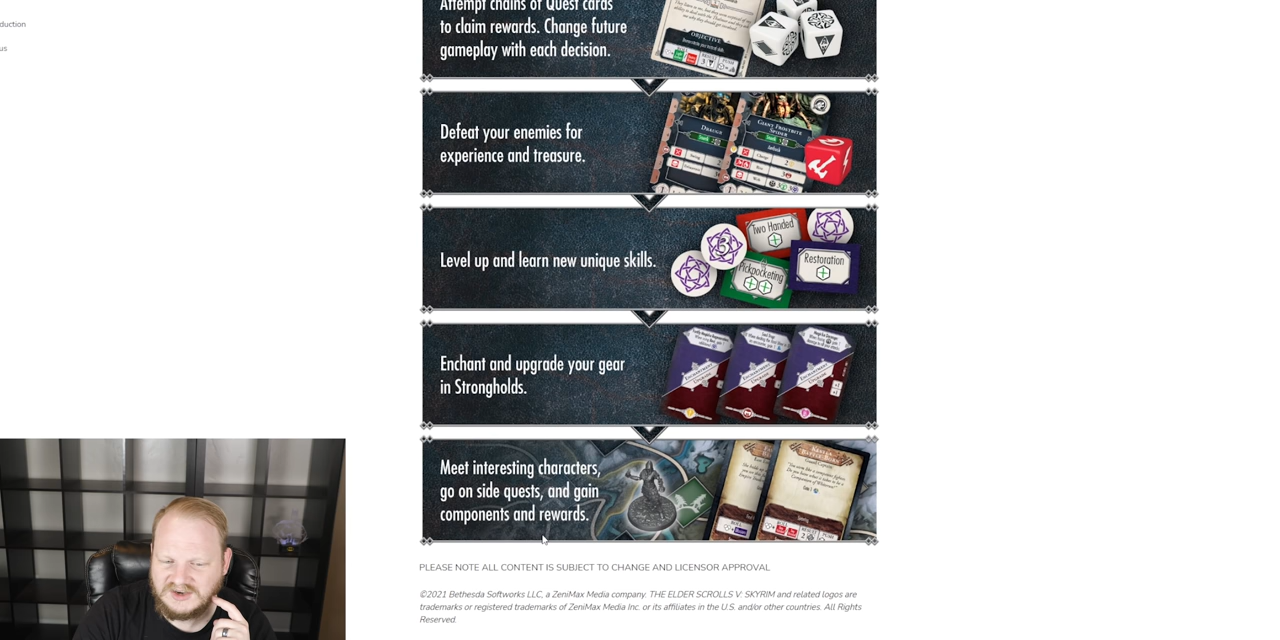 duction
us
Attempt chains of Quest cards
to claim rewards. Change future
gameplay with each decision.
OBJECTIVE
Defeat your enemies for
experience and treasure.
DRAUGR
GIANT FROSTBITE
SPIDER
Level up and learn new unique skills.
Two Handed
3
Restoration
Pickpocketing
Enchant and upgrade your gear
in Strongholds.
Meet interesting characters,
go on side quests, and gain
components and rewards.
PLEASE NOTE ALL CONTENT IS SUBJECT TO CHANGE AND LICENSOR APPROVAL
©2021 Bethesda Softworks LLC, a ZeniMax Media company. THE ELDER SCROLLS V: SKYRIM and related logos are
trademarks or registered trademarks of ZeniMax Media Inc. or its affiliates in the U.S. and/or other countries. All Rights
Reserved.